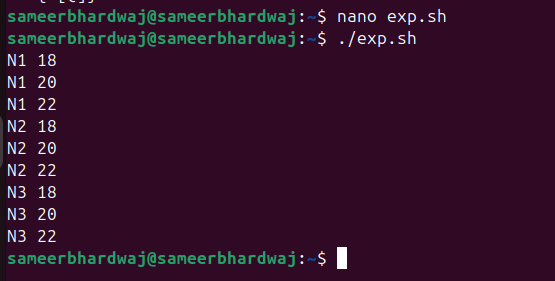 sameerbhardwaj@sameerbhardwaj:~$ nano exp.sh
sameerbhardwaj@sameerbhardwaj:~$ ./exp.sh
N1 18
N1 20
N1 22
N2 18
N2 20
N2 22
N3 18
N3 20
N3 22
sameerbhardwaj@sameerbhardwaj:~$